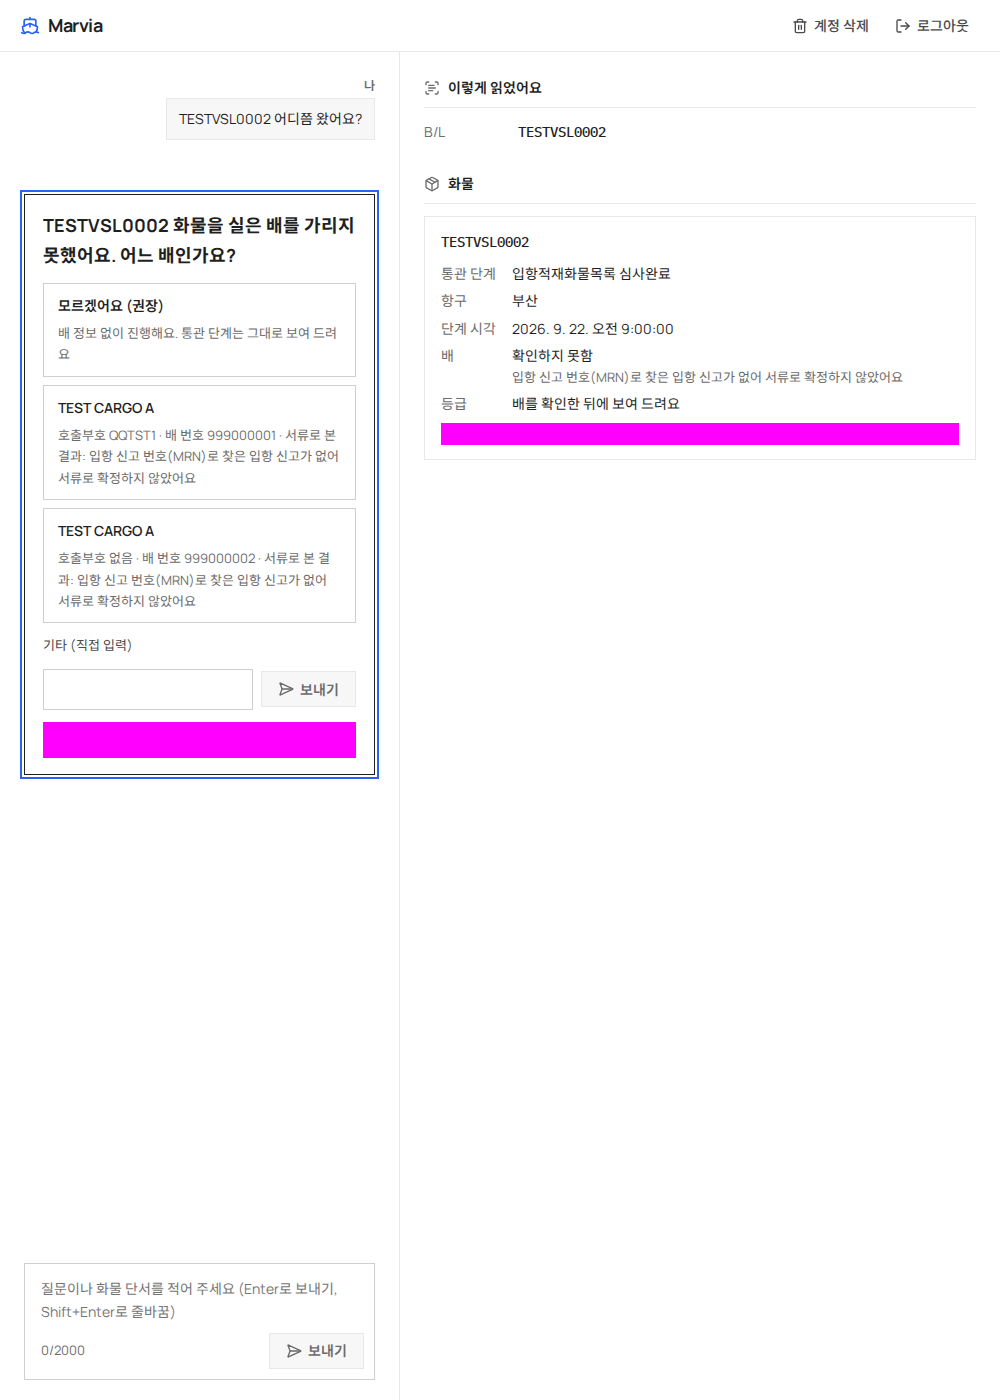 Marvia
계정 삭제
로그아웃
나
TESTVSL0002 어디쯤 왔어요?
TESTVSL0002 화물을 실은 배를 가리지
못했어요. 어느 배인가요?
모르겠어요 (권장)
배 정보 없이 진행해요. 통관 단계는 그대로 보여 드려
요
TEST CARGO A
호출부호 QQTST1 · 배 번호 999000001 · 서류로 본
결과: 입항 신고 번호(MRN)로 찾은 입항 신고가 없어
서류로 확정하지 않았어요
TEST CARGO A
호출부호 없음 · 배 번호 999000002 · 서류로 본 결
과: 입항 신고 번호(MRN)로 찾은 입항 신고가 없어
서류로 확정하지 않았어요
기타 (직접 입력)
보내기
질문이나 화물 단서를 적어 주세요 (Enter로 보내기,
Shift+Enter로 줄바꿈)
0/2000
보내기
이렇게 읽었어요
B/L TESTVSL0002
화물
TESTVSL0002
통관 단계 입항적재화물목록 심사완료
항구 부산
단계 시각 2026. 9. 22. 오전 9:00:00
배 확인하지 못함
입항 신고 번호(MRN)로 찾은 입항 신고가 없어 서류로 확정하지 않았어요
등급 배를 확인한 뒤에 보여 드려요